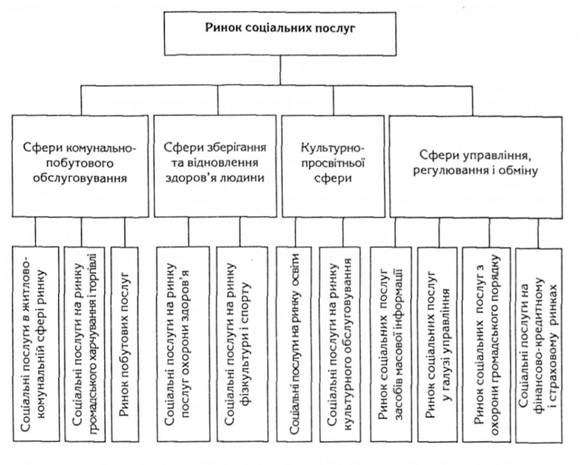 Ринок соціальних послуг
Сфери комунально-
побутового
обслуговування
Сфери зберігання
та відновлення
здоров'я людини
Культурно-
просвітньої
сфери
Сфери управління,
регулювання і обміну
Соціальні послуги в житлово-
комунальній сфері ринку
Соціальні послуги на ринку
громадського харчування і торгівлі
Ринок побутових послуг
Соціальні послуги на ринку
послуг охорони здоров'я
Соціальні послуги на ринку
фізкультури і спорту
Соціальні послуги на ринку освіти
Соціальні послуги на ринку
культурного обслуговування
Ринок соціальних послуг
засобів масової інформації
Ринок соціальних послуг
у галузі управління
Ринок соціальних послуг з
охорони громадського порядку
Соціальні послуги на
фінансово-кредитному
і страховому ринках